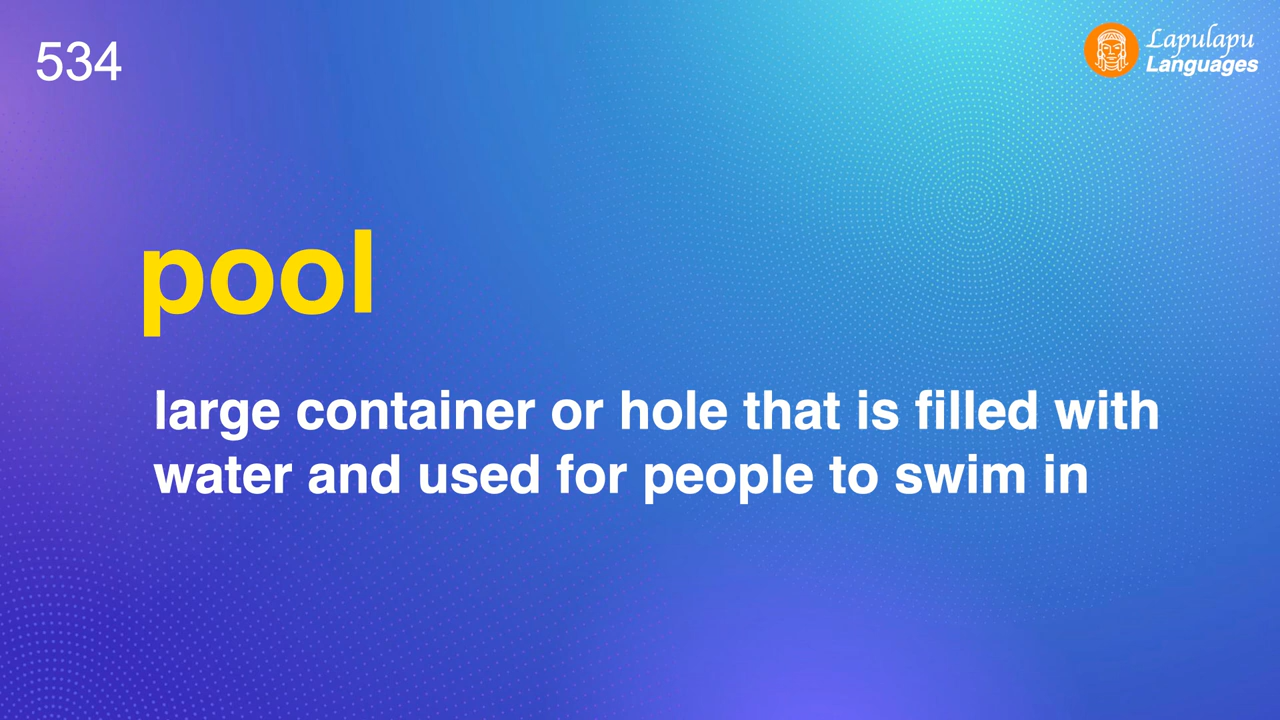 534
Lapulapu
Languages
pool
large container or hole that is filled with
water and used for people to swim in